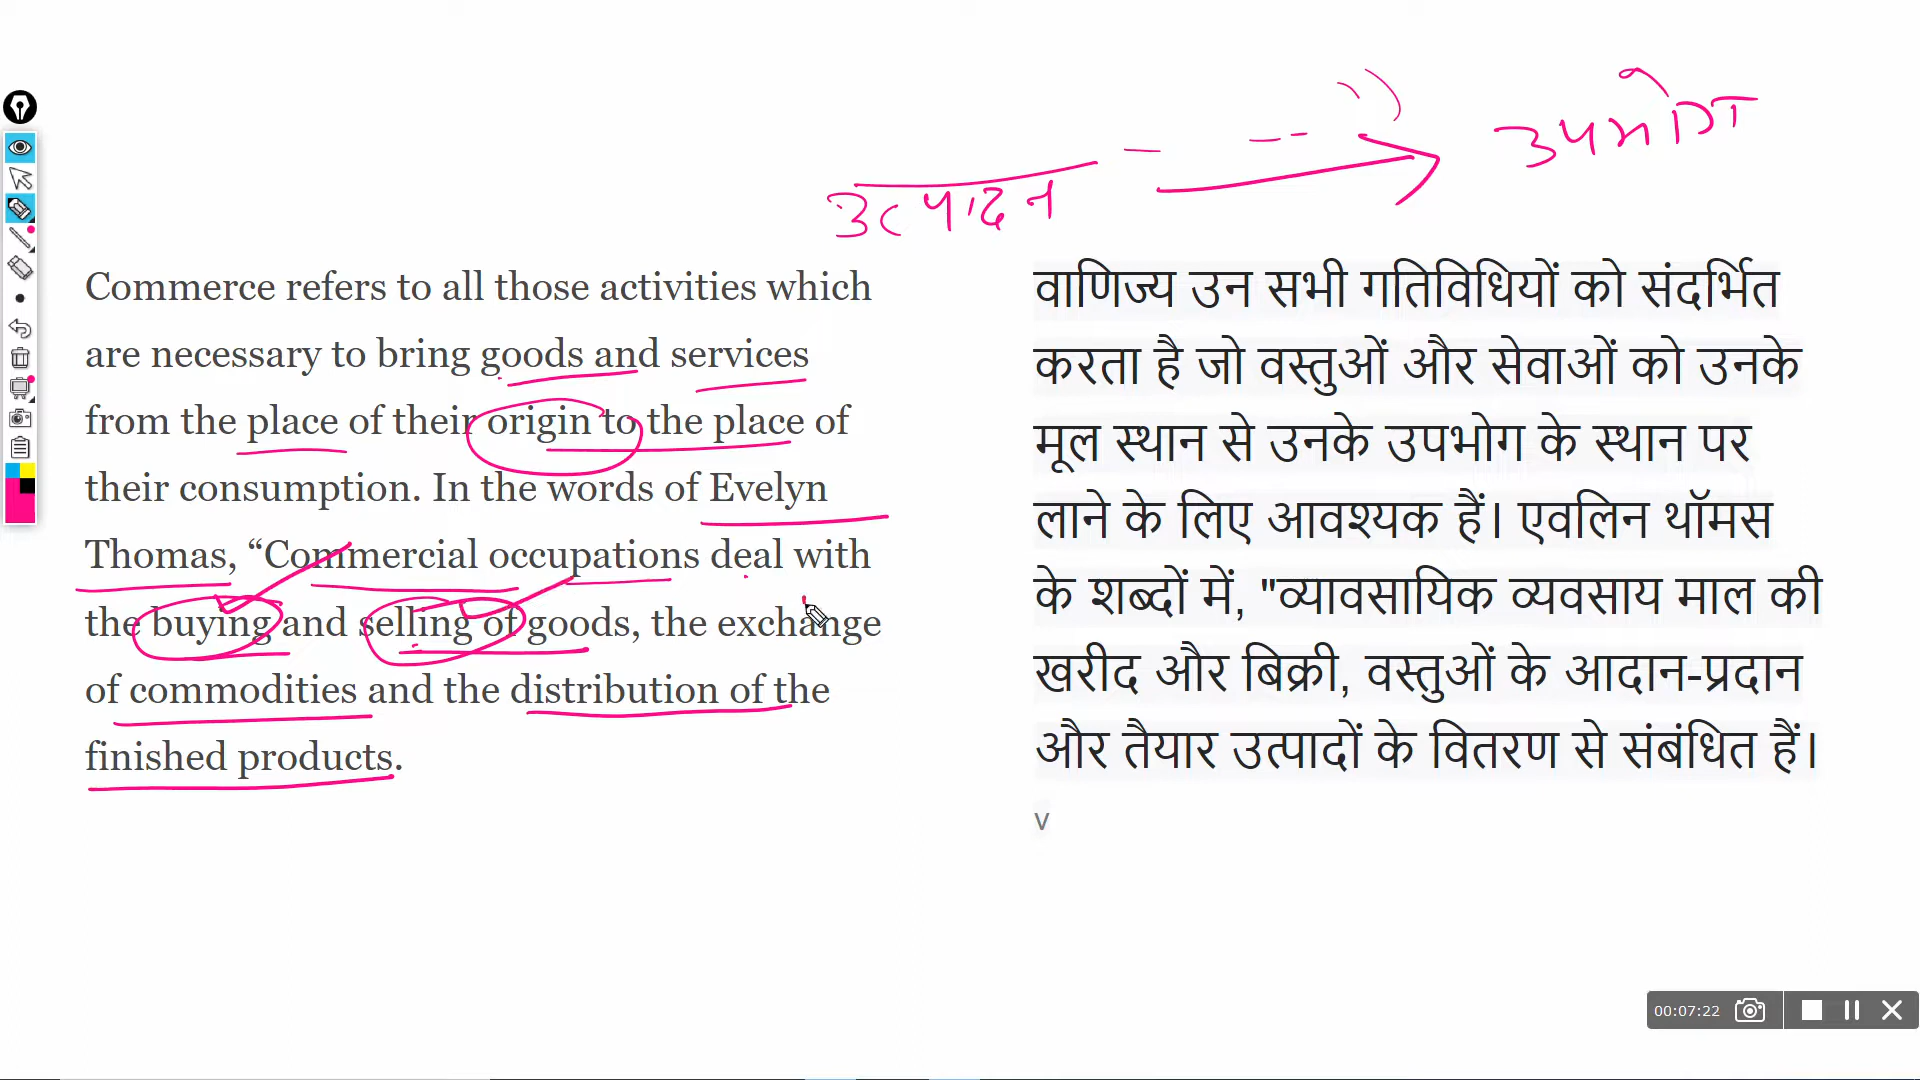 उत्पादन
उपभोग
Commerce refers to all those activities which
are necessary to bring goods and services
from the place of their origin to the place of
their consumption. In the words of Evelyn
Thomas, “Commercial occupations deal with
the buying and selling of goods, the exchange
of commodities and the distribution of the
finished products.
वाणिज्य उन सभी गतिविधियों को संदर्भित
करता है जो वस्तुओं और सेवाओं को उनके
मूल स्थान से उनके उपभोग के स्थान पर
लाने के लिए आवश्यक हैं। एवलिन थॉमस
के शब्दों में, "व्यावसायिक व्यवसाय माल की
खरीद और बिक्री, वस्तुओं के आदान-प्रदान
और तैयार उत्पादों के वितरण से संबंधित हैं।
v
00:07:22